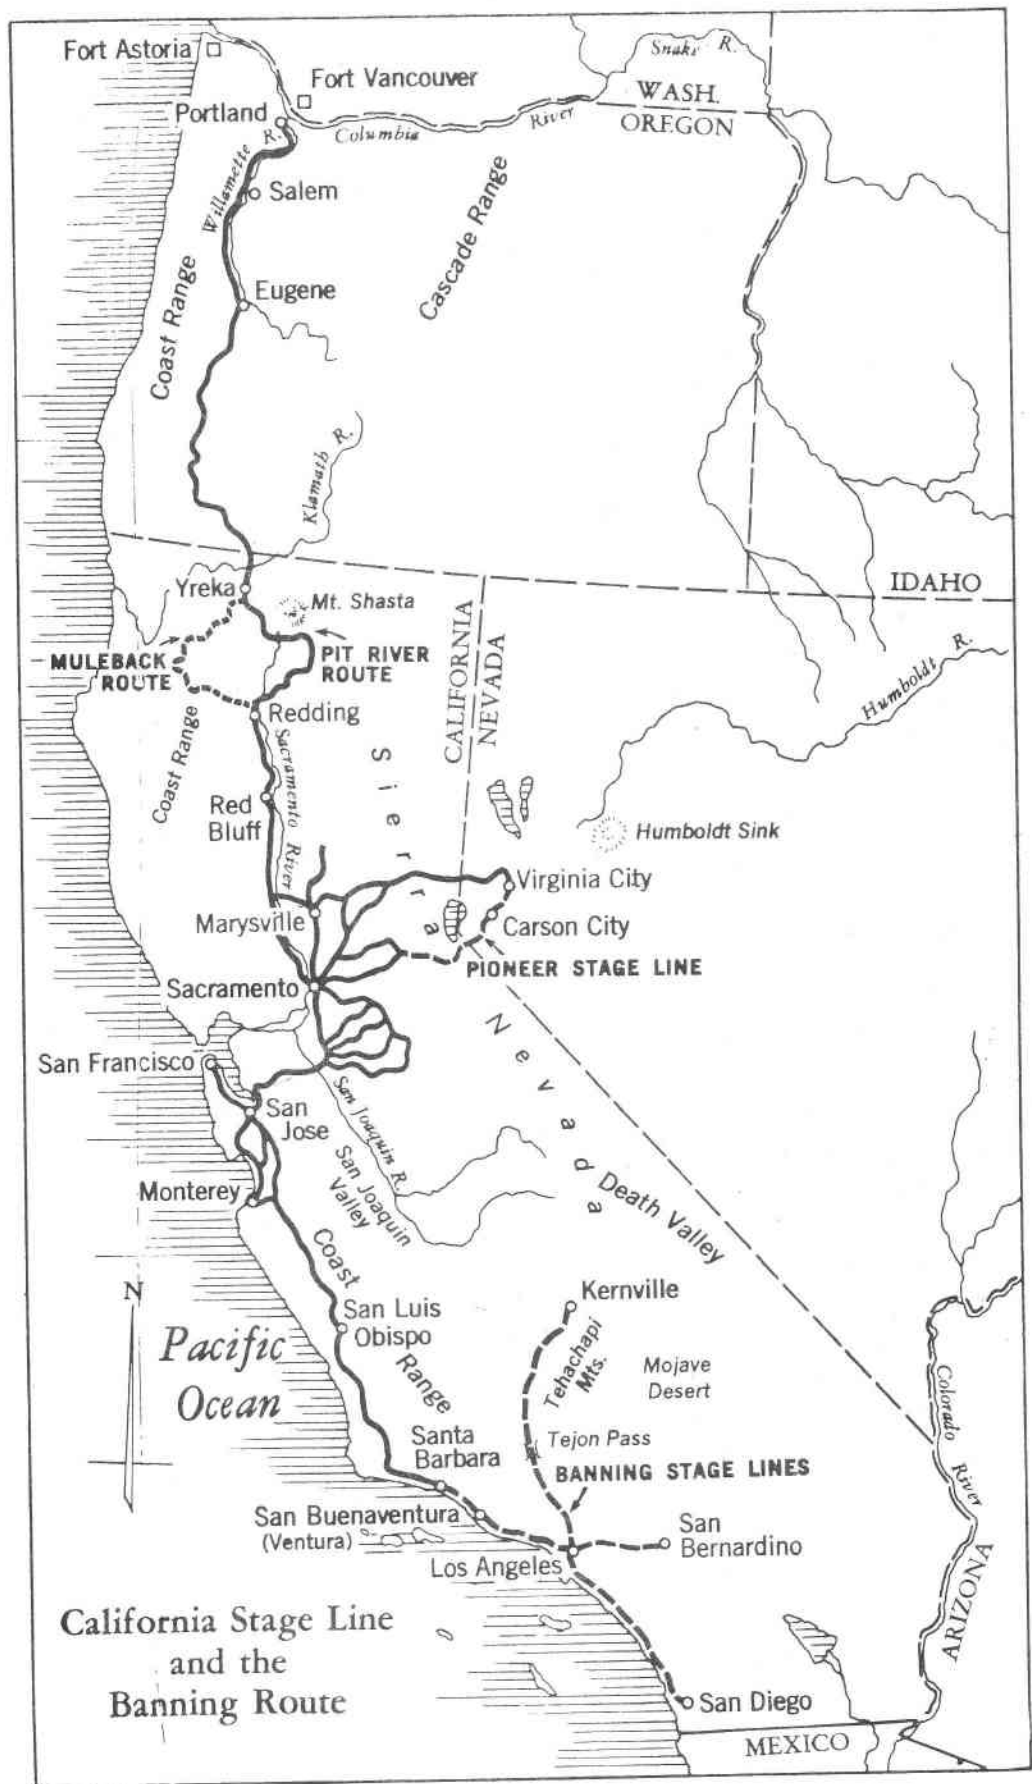 Fort Astoria
Snake R.
Fort Vancouver
WASH.
OREGON
Portland
Columbia River
Willamette R.
Salem
Cascade Range
Coast Range
Eugene
Klamath R.
Yreka
IDAHO
Mt. Shasta
MULEBACK
ROUTE
PIT RIVER
ROUTE
CALIFORNIA
NEVADA
Humboldt R.
Redding
Coast Range
Sacramento River
Sierra
Red
Bluff
Humboldt Sink
Virginia City
Marysville
Carson City
PIONEER STAGE LINE
Sacramento
Nevada
San Francisco
San Joaquin R.
San
Jose
San Joaquin
Valley
Monterey
Death Valley
Coast
Range
N
Kernville
San Luis
Obispo
Pacific
Ocean
Tehachapi
Mts.
Mojave
Desert
Colorado River
Santa
Barbara
Tejon Pass
BANNING STAGE LINES
San Buenaventura
(Ventura)
San
Bernardino
Los Angeles
ARIZONA
California Stage Line
and the
Banning Route
San Diego
MEXICO